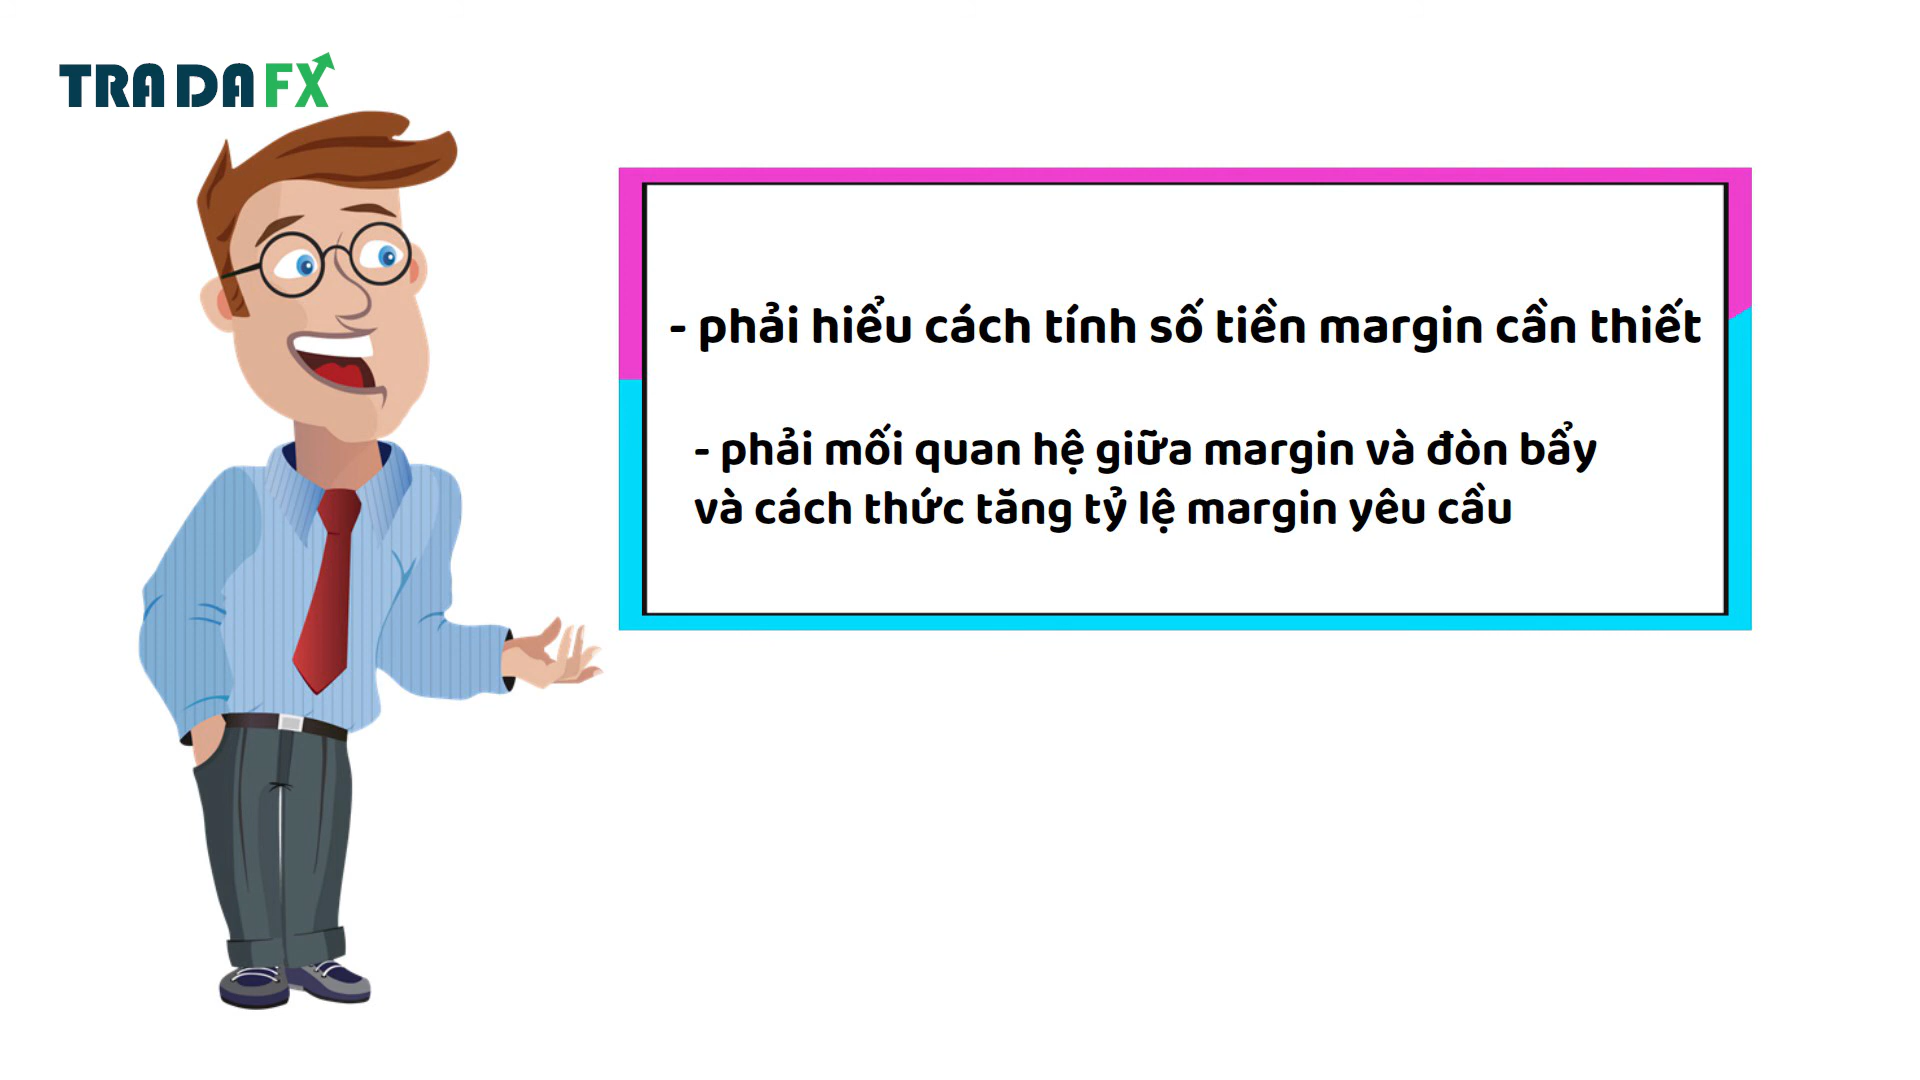 TRADAFX
- phải hiểu cách tính số tiền margin cần thiết
- phải mối quan hệ giữa margin và đòn bẩy
và cách thức tăng tỷ lệ margin yêu cầu